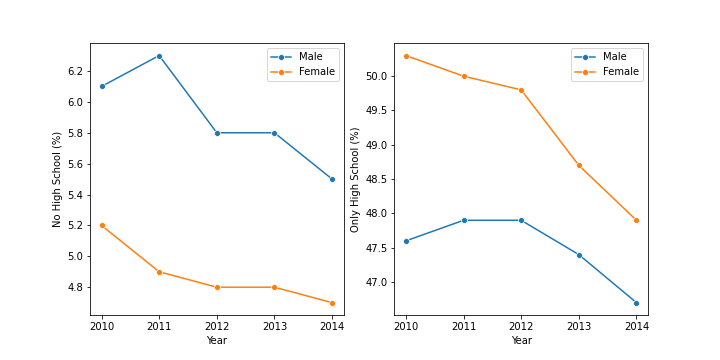 No High School (%)
6.2
6.0
5.8
5.6
5.4
5.2
5.0
4.8
2010 2011 2012 2013 2014
Year
Male
Female
Only High School (%)
50.0
49.5
49.0
48.5
48.0
47.5
47.0
2010 2011 2012 2013 2014
Year
Male
Female